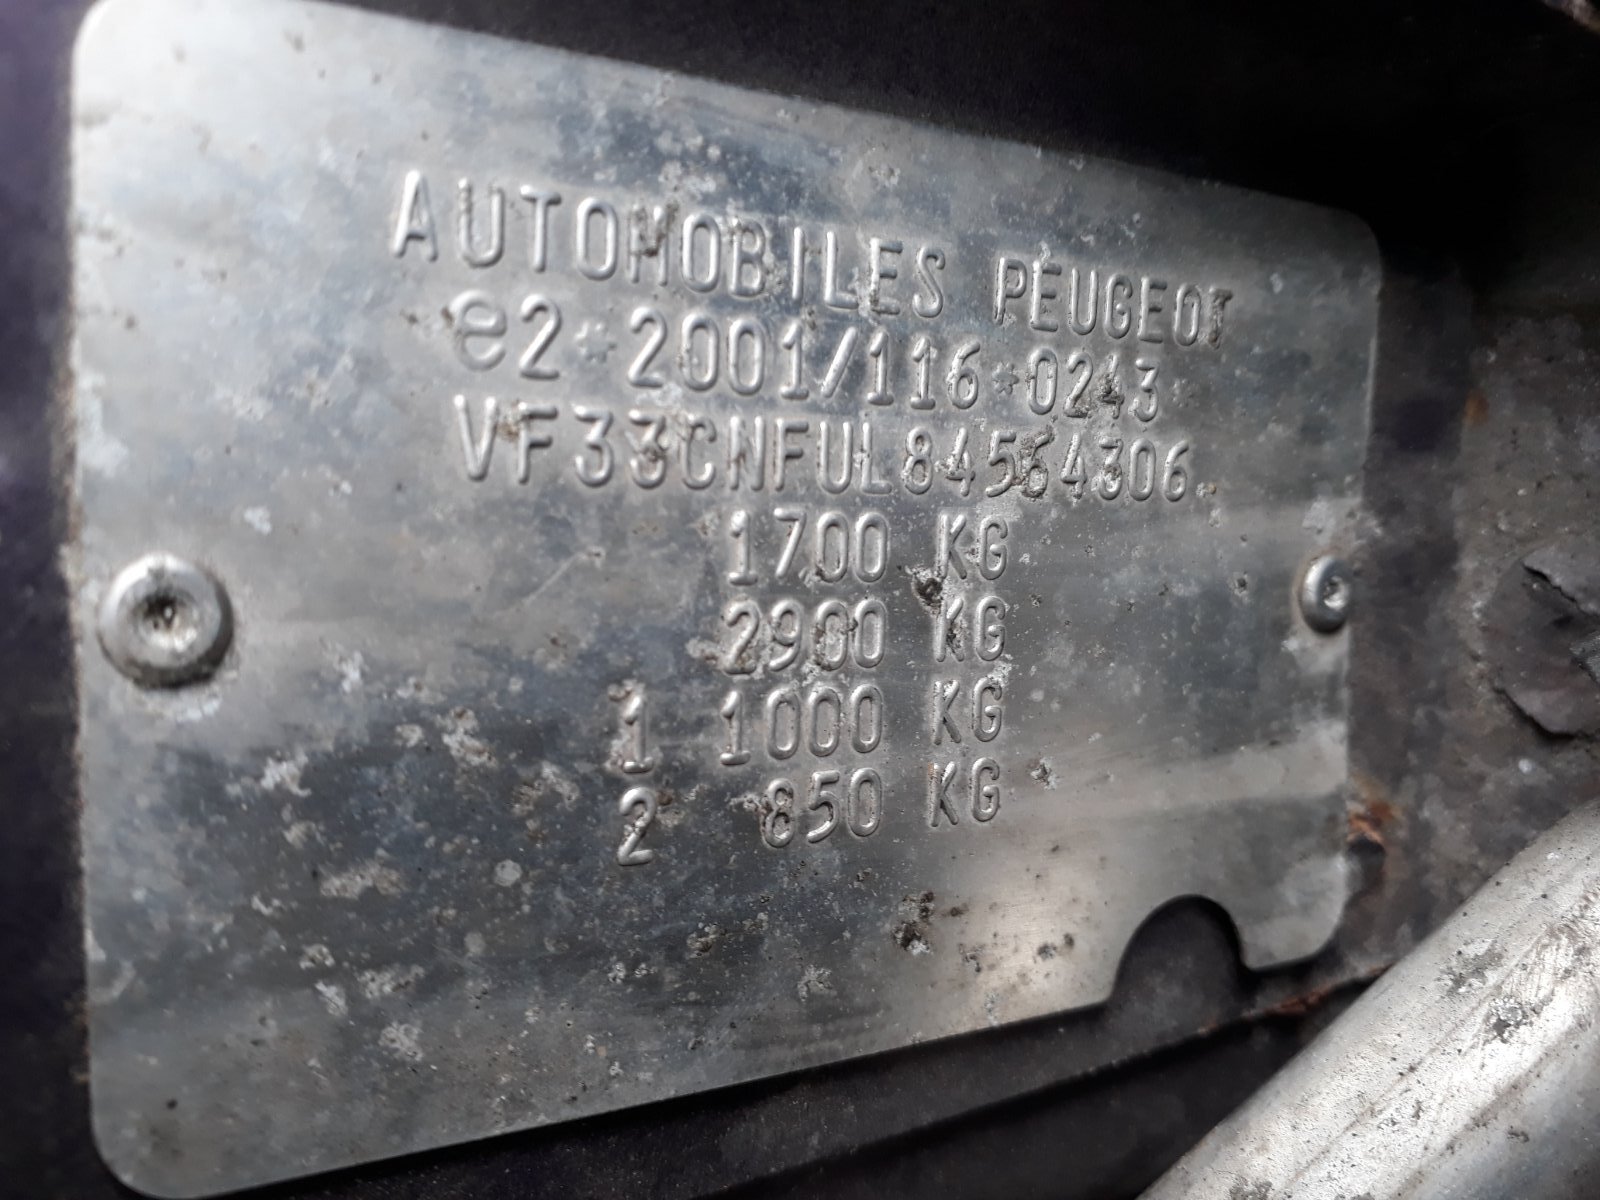 AUTOMOBILES PEUGEOT
e2*2001/116*0243*
VF33CNFUL84564306
1700 KG
2900 KG
1 1000 KG
2 850 KG